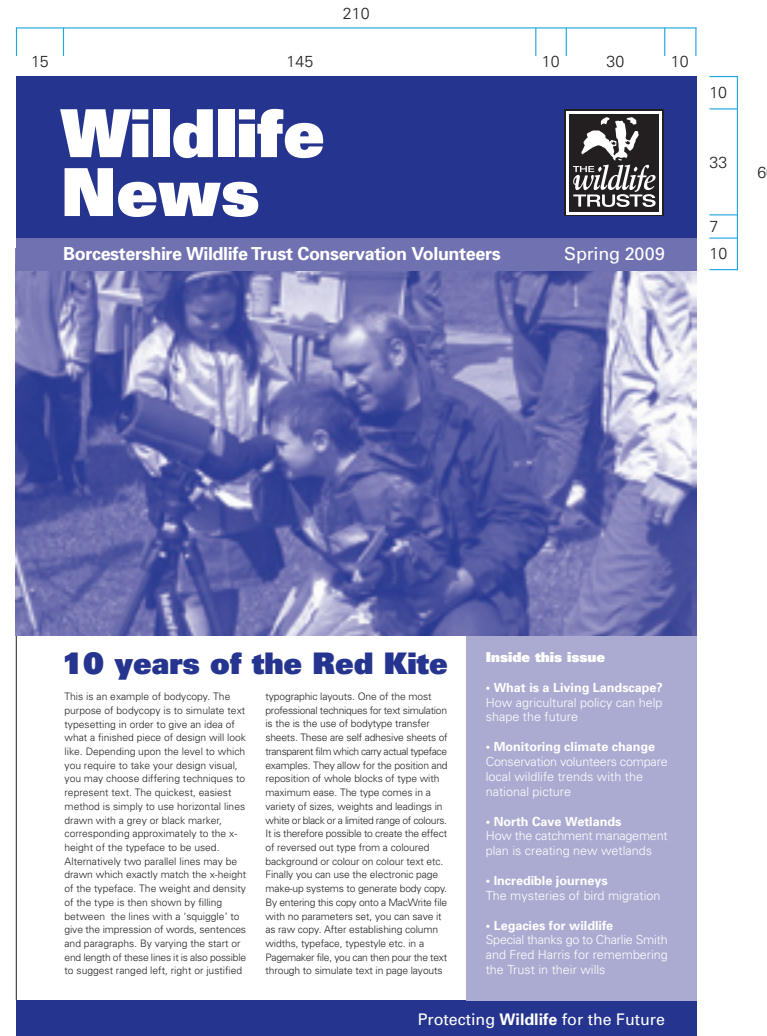 210
15 145 10 30 10
10
33
7
10
Wildlife
News
THE
wildlife
TRUSTS
Borcestershire Wildlife Trust Conservation Volunteers Spring 2009
10 years of the Red Kite
This is an example of bodycopy. The
purpose of bodycopy is to simulate text
typesetting in order to give an idea of
what a finished piece of design will look
like. Depending upon the level to which
you require to take your design visual,
you may choose differing techniques to
represent text. The quickest, easiest
method is simply to use horizontal lines
drawn with a grey or black marker,
corresponding approximately to the x-
height of the typeface to be used.
Alternatively two parallel lines may be
drawn which exactly match the x-height
of the typeface. The weight and density
of the type is then shown by filling
between the lines with a 'squiggle' to
give the impression of words, sentences
and paragraphs. By varying the start or
end length of these lines it is also possible
to suggest ranged left, right or justified
typographic layouts. One of the most
professional techniques for text simulation
is the is the use of bodytype transfer
sheets. These are self adhesive sheets of
transparent film which carry actual typeface
examples. They allow for the position and
reposition of whole blocks of type with
maximum ease. The type comes in a
variety of sizes, weights and leadings in
white or black or a limited range of colours.
It is therefore possible to create the effect
of reversed out type from a coloured
background or colour on colour text etc.
Finally you can use the electronic page
make-up systems to generate body copy.
By entering this copy onto a MacWrite file
with no parameters set, you can save it
as raw copy. After establishing column
widths, typeface, typestyle etc. in a
Pagemaker file, you can then pour the text
through to simulate text in page layouts
Inside this issue
• What is a Living Landscape?
How agricultural policy can help
shape the future
• Monitoring climate change
Conservation volunteers compare
local wildlife trends with the
national picture
• North Cave Wetlands
How the catchment management
plan is creating new wetlands
• Incredible journeys
The mysteries of bird migration
• Legacies for wildlife
Special thanks go to Charlie Smith
and Fred Harris for remembering
the Trust in their wills
Protecting Wildlife for the Future